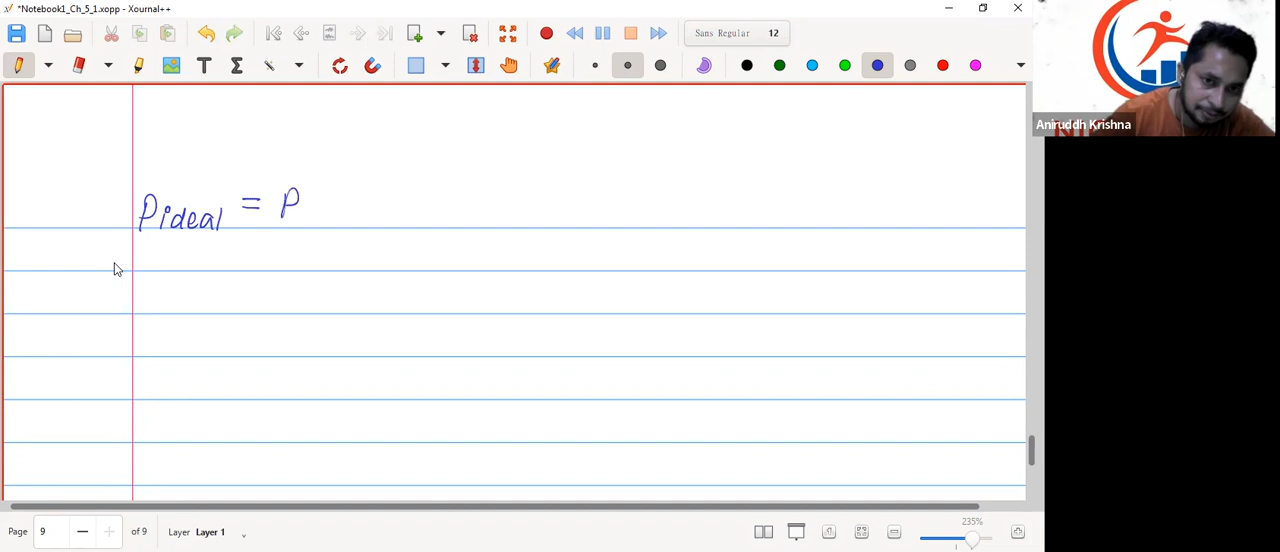 *Notebook1_Ch_5_1.xopp - Xournal++
Sans Regular 12
Aniruddh Krishna
Pideal = P
Page 9 of 9 Layer Layer 1
235%